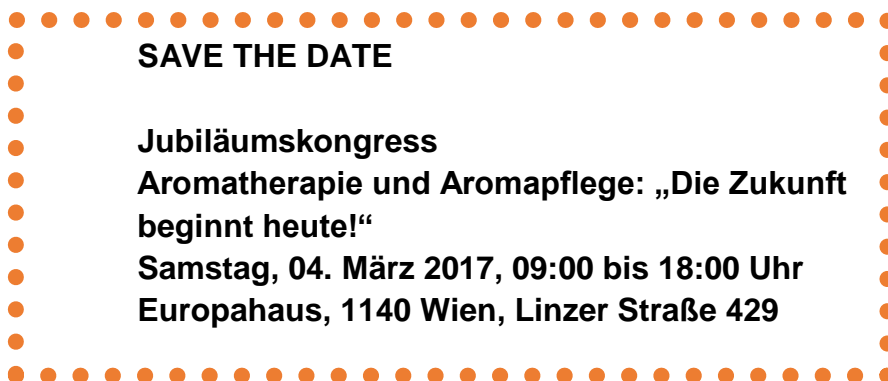 SAVE THE DATE
Jubiläumskongress
Aromatherapie und Aromapflege: „Die Zukunft
beginnt heute!“
Samstag, 04. März 2017, 09:00 bis 18:00 Uhr
Europahaus, 1140 Wien, Linzer Straße 429